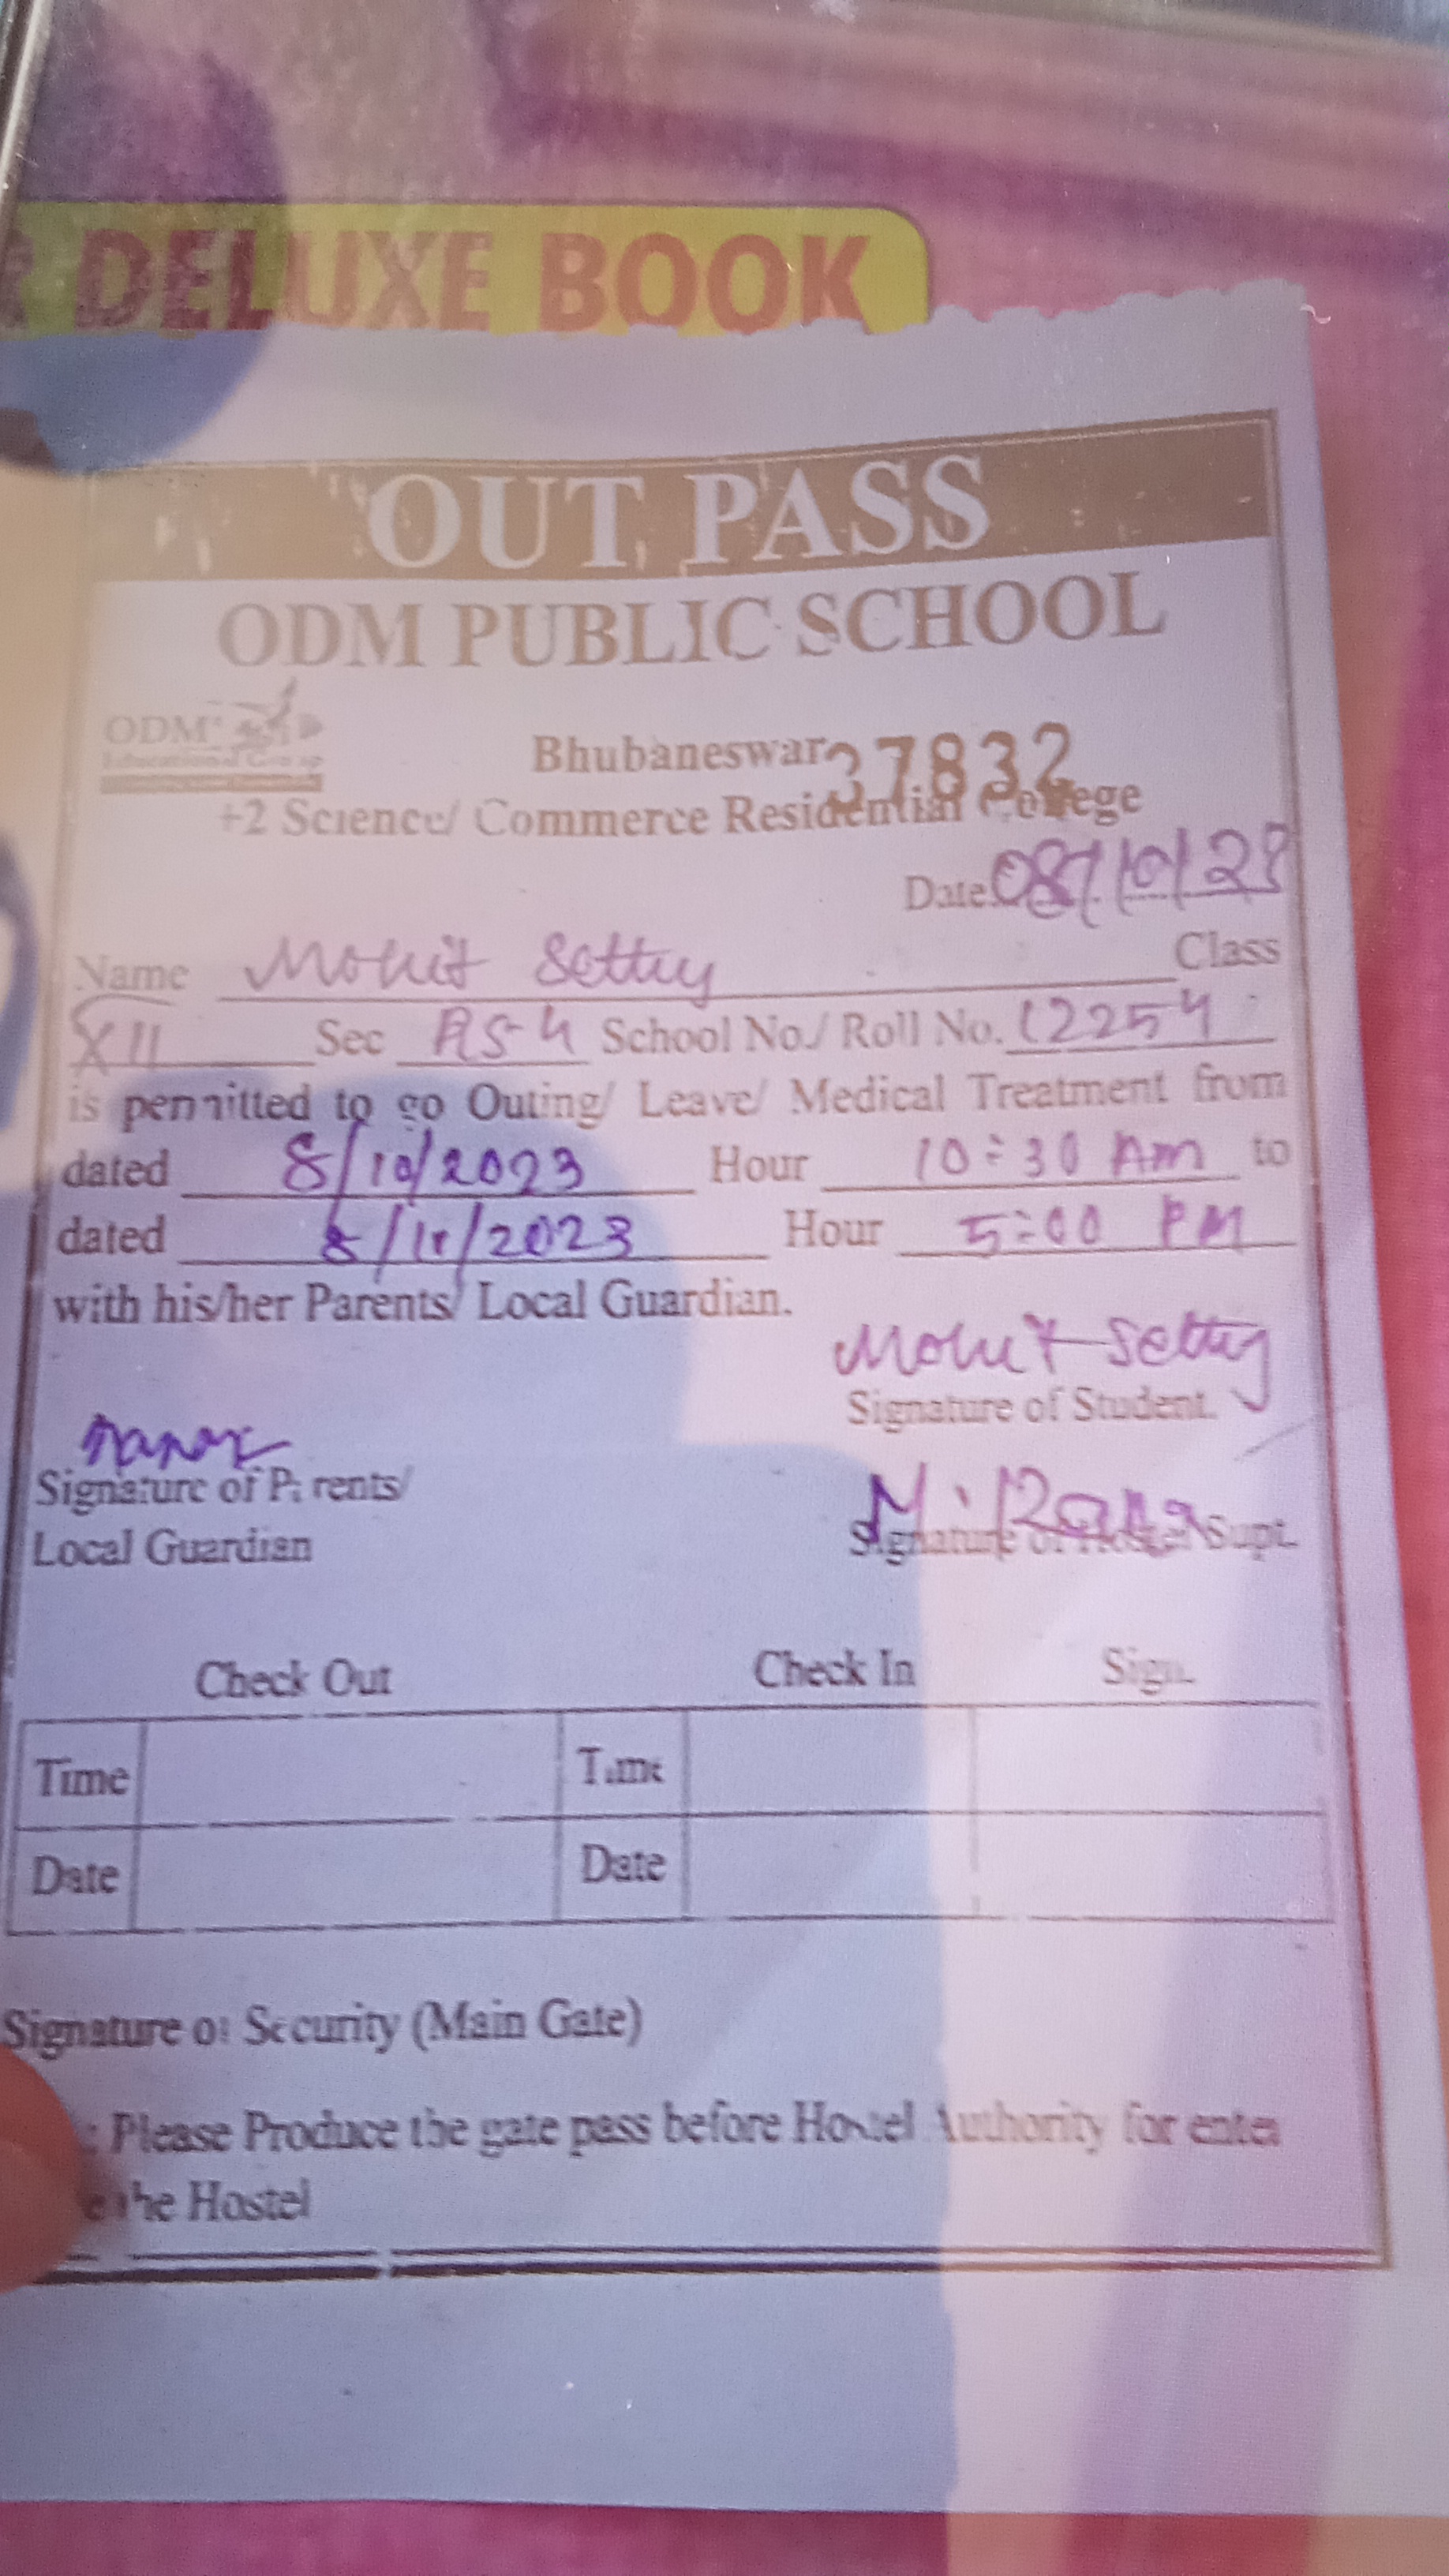 DELUXE BOOK
OUT PASS
ODM PUBLIC SCHOOL
ODM
Educational Group
Bhubaneswar 37832
+2 Science/ Commerce Residential College
Date 08/10/23
Name Mohit Settuy Class
XII Sec AS-4 School No./ Roll No. 12254
is permitted to go Outing/ Leave/ Medical Treatment from
dated 8/10/2023 Hour 10:30 Am to
dated 8/10/2023 Hour 5:00 PM
with his/her Parents/ Local Guardian.
Mohit Settuy
Signature of Student.
Signature of Parents/
Local Guardian
M. Rana
Signature of Hostel Supt.
Check Out Check In Sign.
Time Time
Date Date
Signature of Security (Main Gate)
: Please Produce the gate pass before Hostel Authority for enter
the Hostel